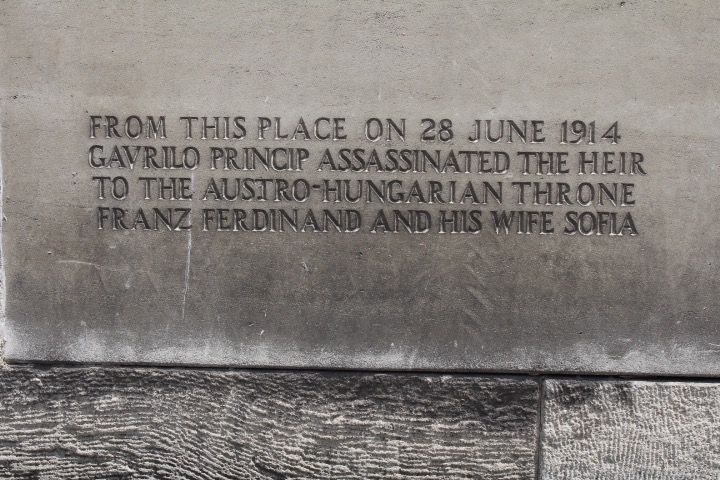 FROM THIS PLACE ON 28 JUNE 1914
GAVRILO PRINCIP ASSASSINATED THE HEIR
TO THE AUSTRO-HUNGARIAN THRONE
FRANZ FERDINAND AND HIS WIFE SOFIA